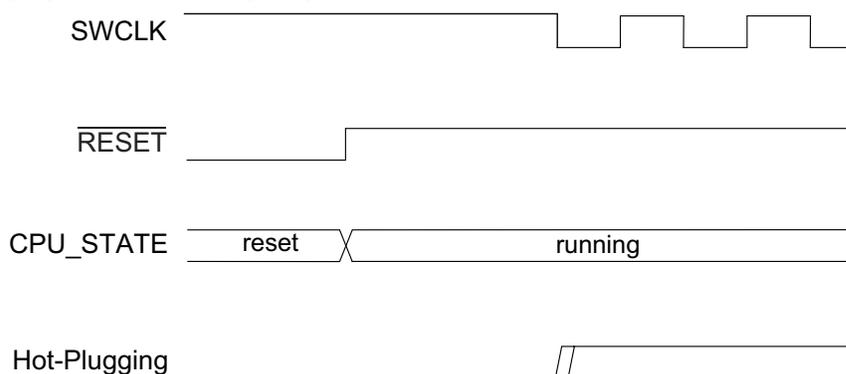 SWCLK
RESET
CPU_STATE
reset
running
Hot-Plugging